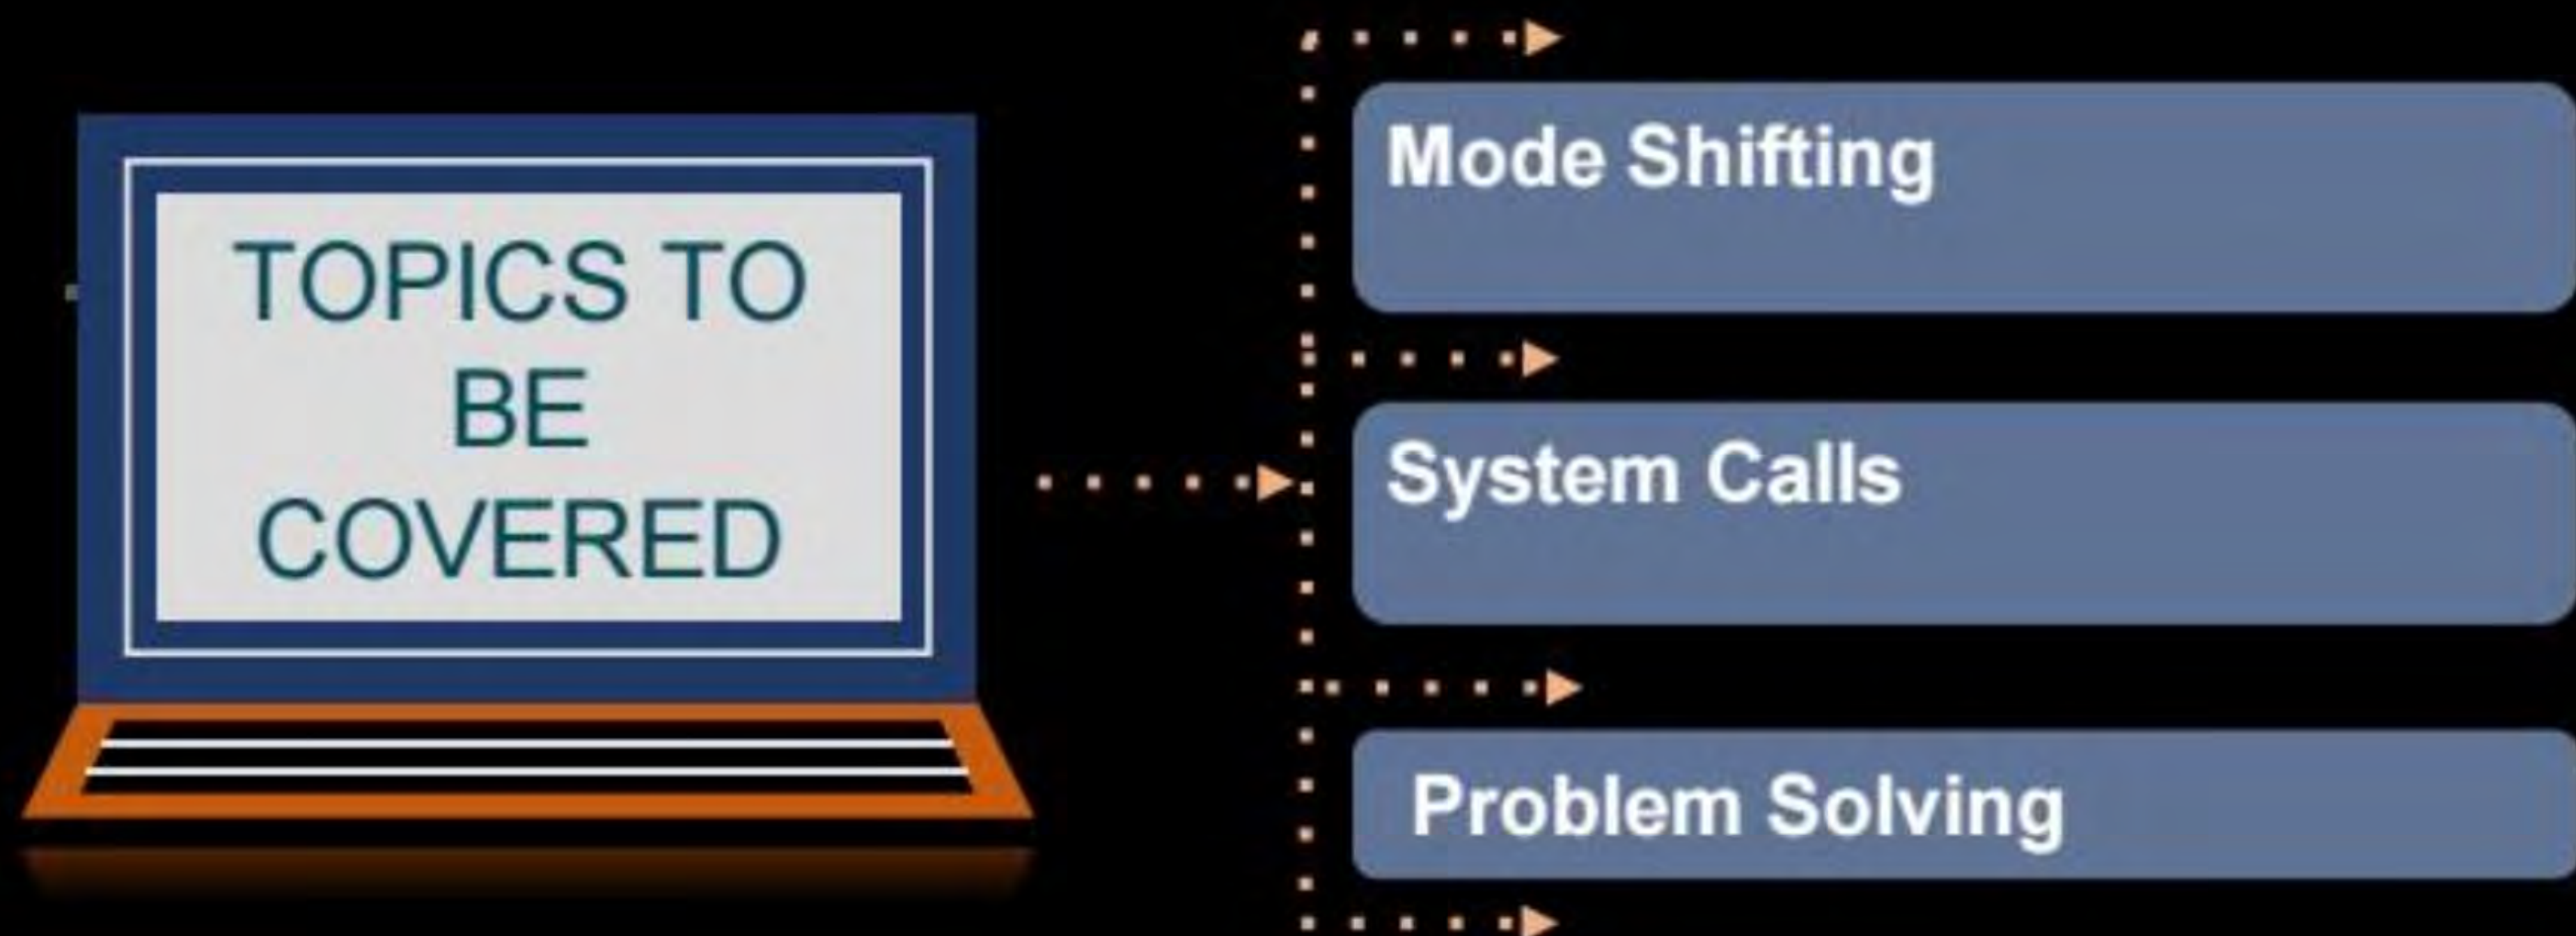 TOPICS TO
BE
COVERED
Mode Shifting
System Calls
Problem Solving